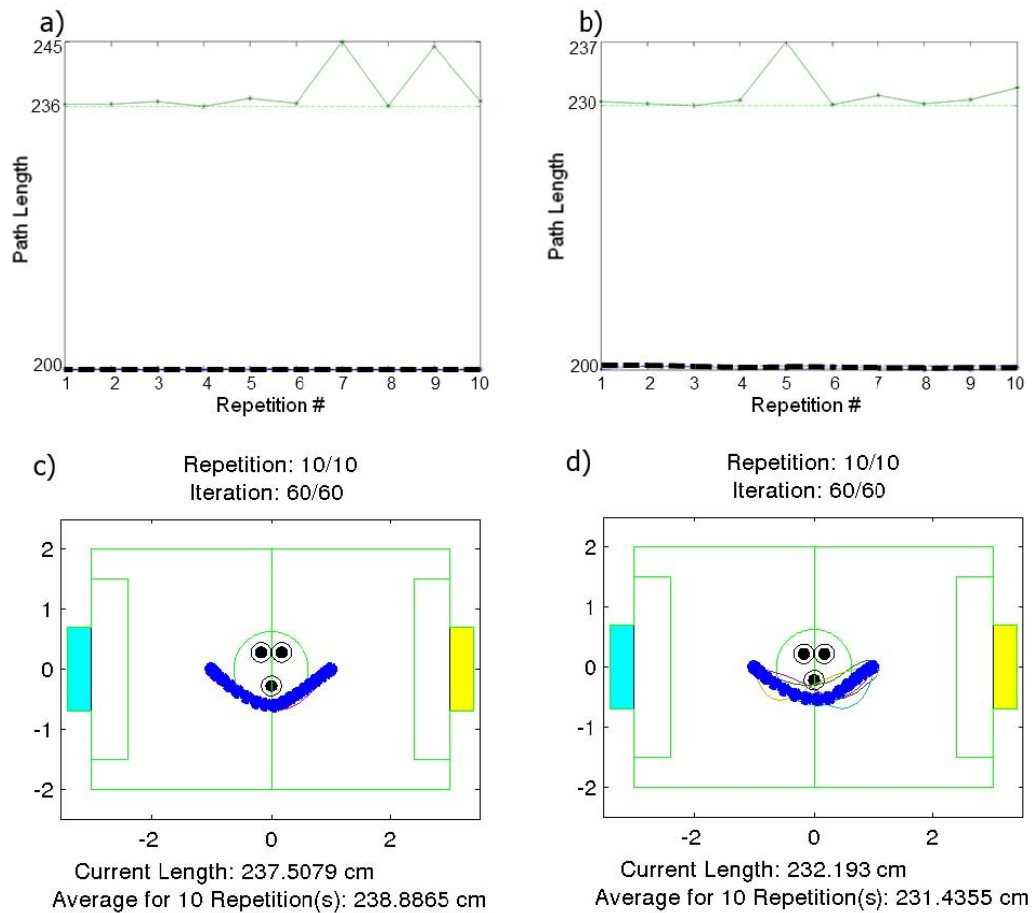 a)
245
236
200
Path Length
1 2 3 4 5 6 7 8 9 10
Repetition #
b)
237
230
200
Path Length
1 2 3 4 5 6 7 8 9 10
Repetition #
c)
Repetition: 10/10
Iteration: 60/60
2
1
0
-1
-2
-2 0 2
Current Length: 237.5079 cm
Average for 10 Repetition(s): 238.8865 cm
d)
Repetition: 10/10
Iteration: 60/60
2
1
0
-1
-2
-2 0 2
Current Length: 232.193 cm
Average for 10 Repetition(s): 231.4355 cm